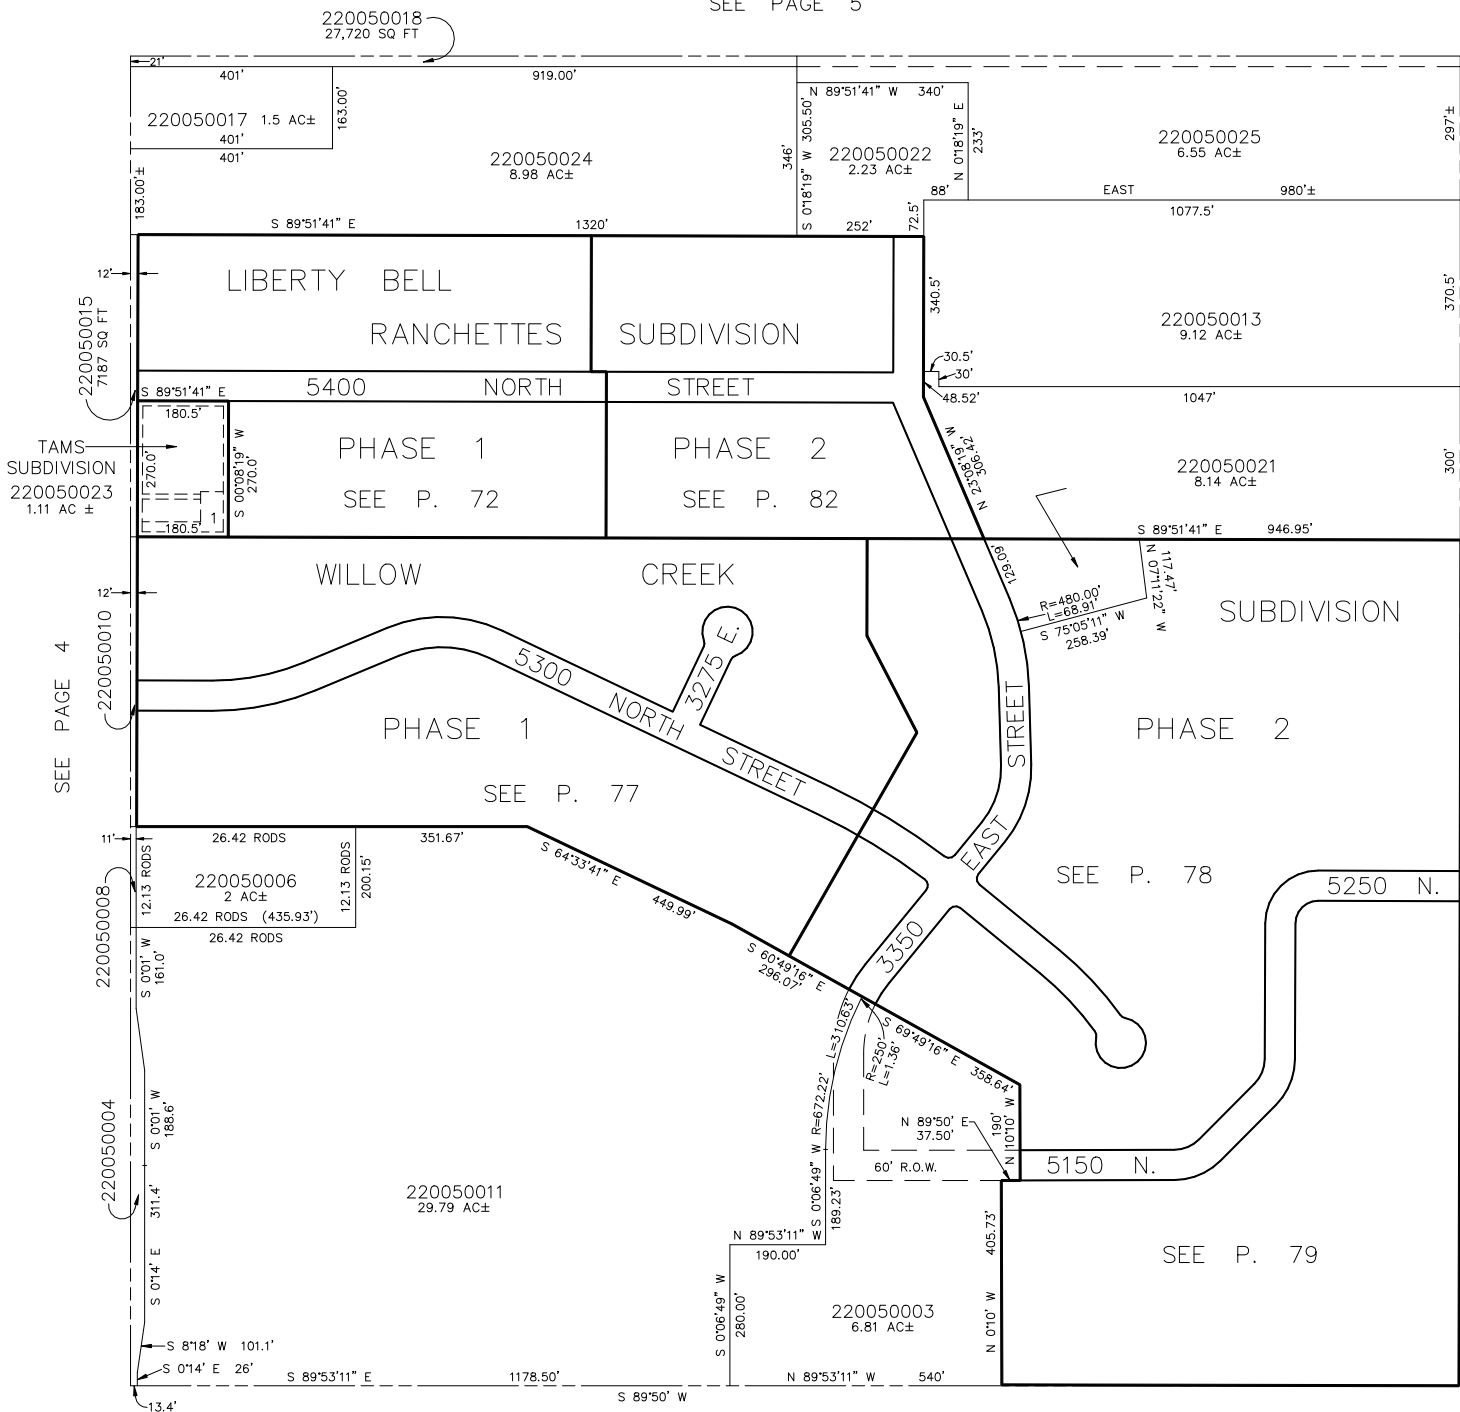 SEE PAGE 5
220050018
27,720 SQ FT
21'
401'
919.00'
220050017 1.5 AC±
163.00'
401'
401'
183.00'±
220050024
8.98 AC±
346'
S 0°18'19" W 305.50'
N 89°51'41" W 340'
220050022
2.23 AC±
N 0°18'19" E
233'
88'
220050025
6.55 AC±
297'±
EAST 980'±
1077.5'
S 89°51'41" E 1320'
252'
72.5'
12'
LIBERTY BELL
RANCHETTES SUBDIVISION
340.5'
220050013
9.12 AC±
370.5'
220050015
7187 SQ FT
30.5'
30'
48.52'
1047'
S 89°51'41" E
5400 NORTH STREET
180.5'
TAMS
SUBDIVISION
220050023
1.11 AC ±
270.0'
S 00°08'19" W
270.0'
180.5'
1
PHASE 1
SEE P. 72
PHASE 2
SEE P. 82
N 23°08'19" W
306.42'
220050021
8.14 AC±
300'
S 89°51'41" E 946.95'
129.09'
12'
WILLOW CREEK
SUBDIVISION
N 07°11'22" W
117.47'
R=480.00'
L=68.91'
S 75°05'11" W
258.39'
220050010
SEE PAGE 4
5300 NORTH STREET
3275 E.
PHASE 1
SEE P. 77
PHASE 2
SEE P. 78
3350 EAST STREET
5250 N.
11'
26.42 RODS
351.67'
12.13 RODS
220050006
2 AC±
12.13 RODS
200.15'
26.42 RODS (435.93')
26.42 RODS
220050008
S 64°33'41" E
449.99'
S 60°49'16" E
296.07'
S 0°01' W
161.0'
L=310.63'
R=672.22'
R=250'
L=1.36'
S 69°49'16" E 358.64'
S 0°01' W
188.6'
220050004
N 89°50' E
37.50'
N 10°10' W
190'
60' R.O.W.
5150 N.
S 0°14' E 311.4'
220050011
29.79 AC±
S 0°06'49" W
189.23'
N 89°53'11" W
190.00'
405.73'
N 0°10' W
SEE P. 79
S 0°06'49" W
280.00'
220050003
6.81 AC±
S 8°18' W 101.1'
S 0°14' E 26'
S 89°53'11" E 1178.50'
N 89°53'11" W 540'
S 89°50' W
13.4'